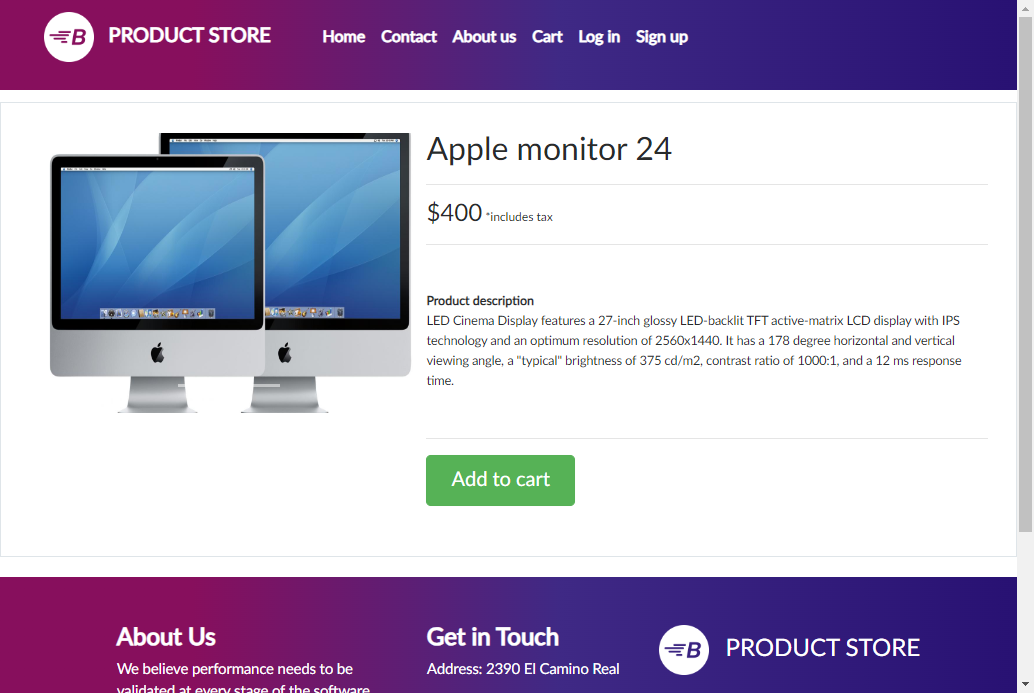 B PRODUCT STORE Home Contact About us Cart Log in Sign up
Apple monitor 24
$400 *includes tax
Product description
LED Cinema Display features a 27-inch glossy LED-backlit TFT active-matrix LCD display with IPS
technology and an optimum resolution of 2560x1440. It has a 178 degree horizontal and vertical
viewing angle, a "typical" brightness of 375 cd/m2, contrast ratio of 1000:1, and a 12 ms response
time.
Add to cart
About Us
We believe performance needs to be
validated at every stage of the software
Get in Touch
Address: 2390 El Camino Real
B PRODUCT STORE